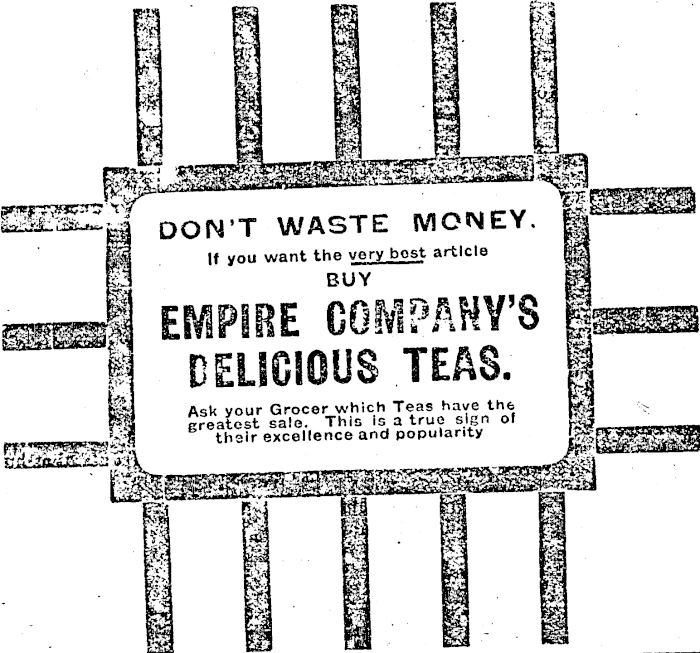 DON'T WASTE MONEY.
If you want the very best article
BUY
EMPIRE COMPANY'S
DELICIOUS TEAS.
Ask your Grocer which Teas have the
greatest sale. This is a true sign of
their excellence and popularity